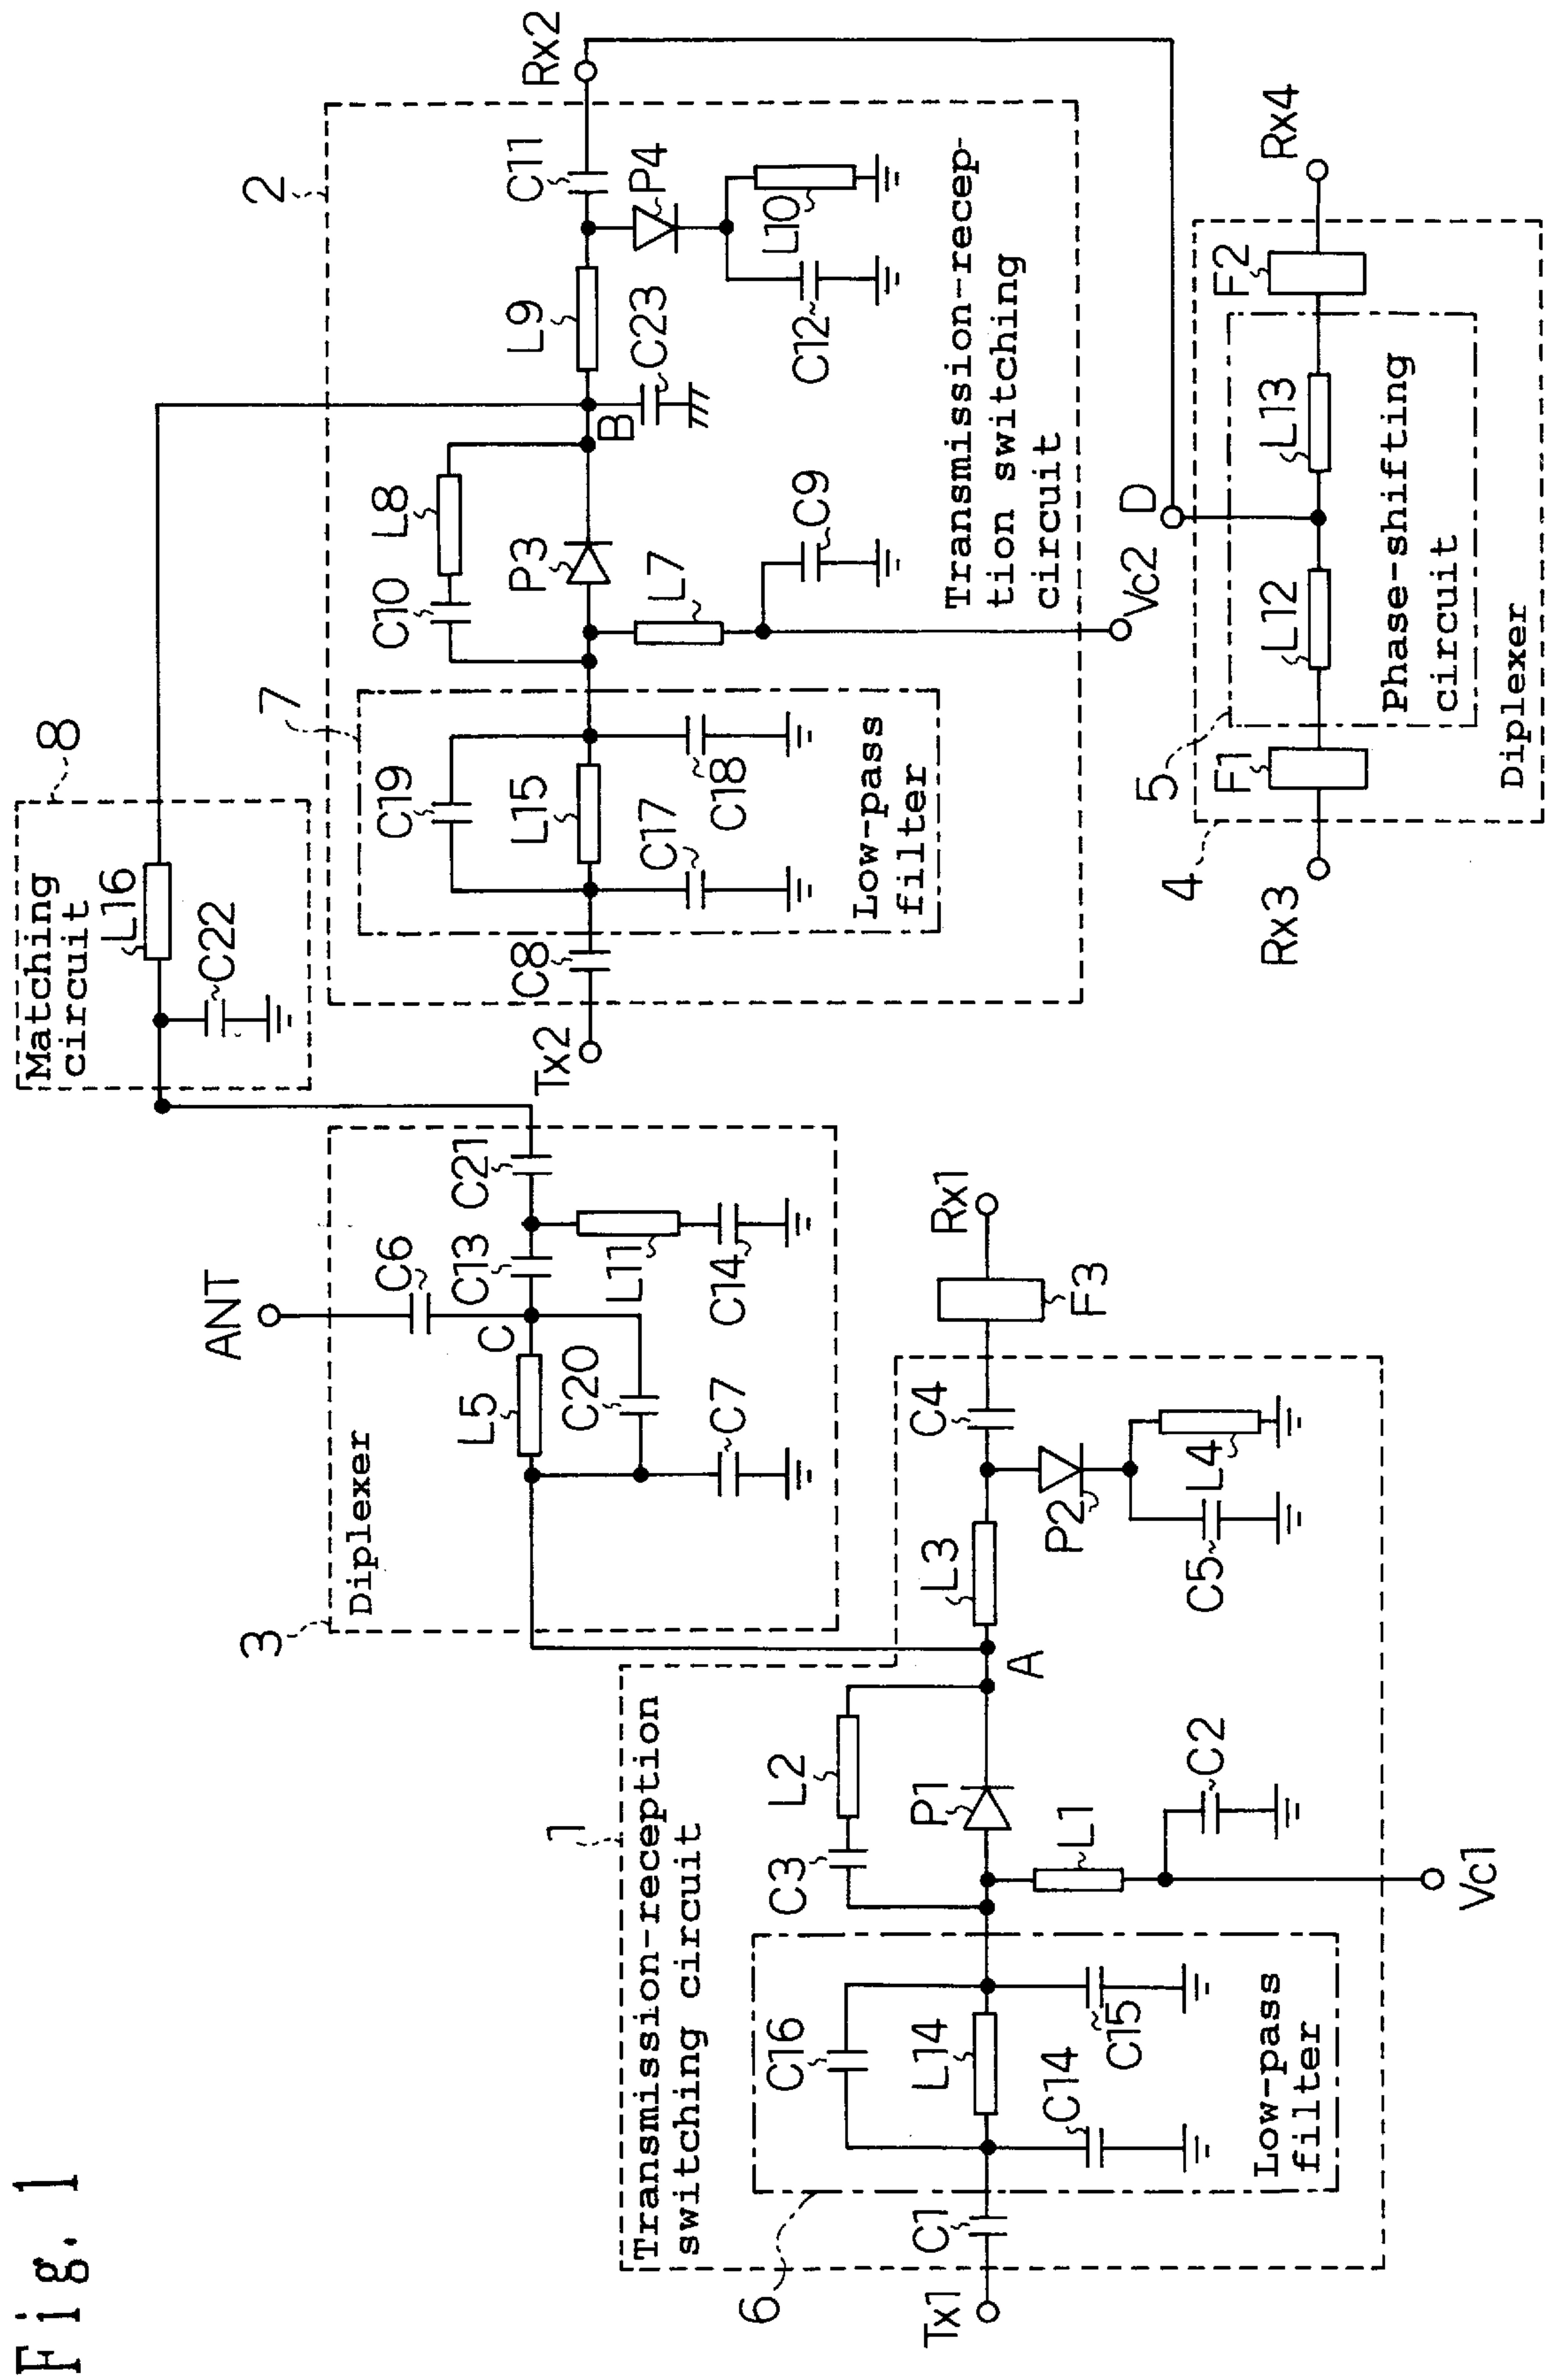 Fig. 1
Matching
circuit
8
L16
C22
2
7
Tx2
C8
C19
L15
C17
C18
Low-pass
filter
C10
L8
P3
L7
C9
Vc2
B
C23
L9
C11
P4
L10
C12
Rx2
Transmission-recep-
tion switching
circuit
ANT
C6
3
Diplexer
C
L5
C20
C7
C13
L11
C14
C21
4
5
Rx3
F1
L12
D
L13
F2
Rx4
Phase-shifting
circuit
Diplexer
1
Transmission-reception
switching circuit
6
Tx1
C1
C16
L14
C14
C15
Low-pass
filter
C3
L2
P1
L1
C2
Vc1
A
L3
C4
P2
C5
L4
F3
Rx1